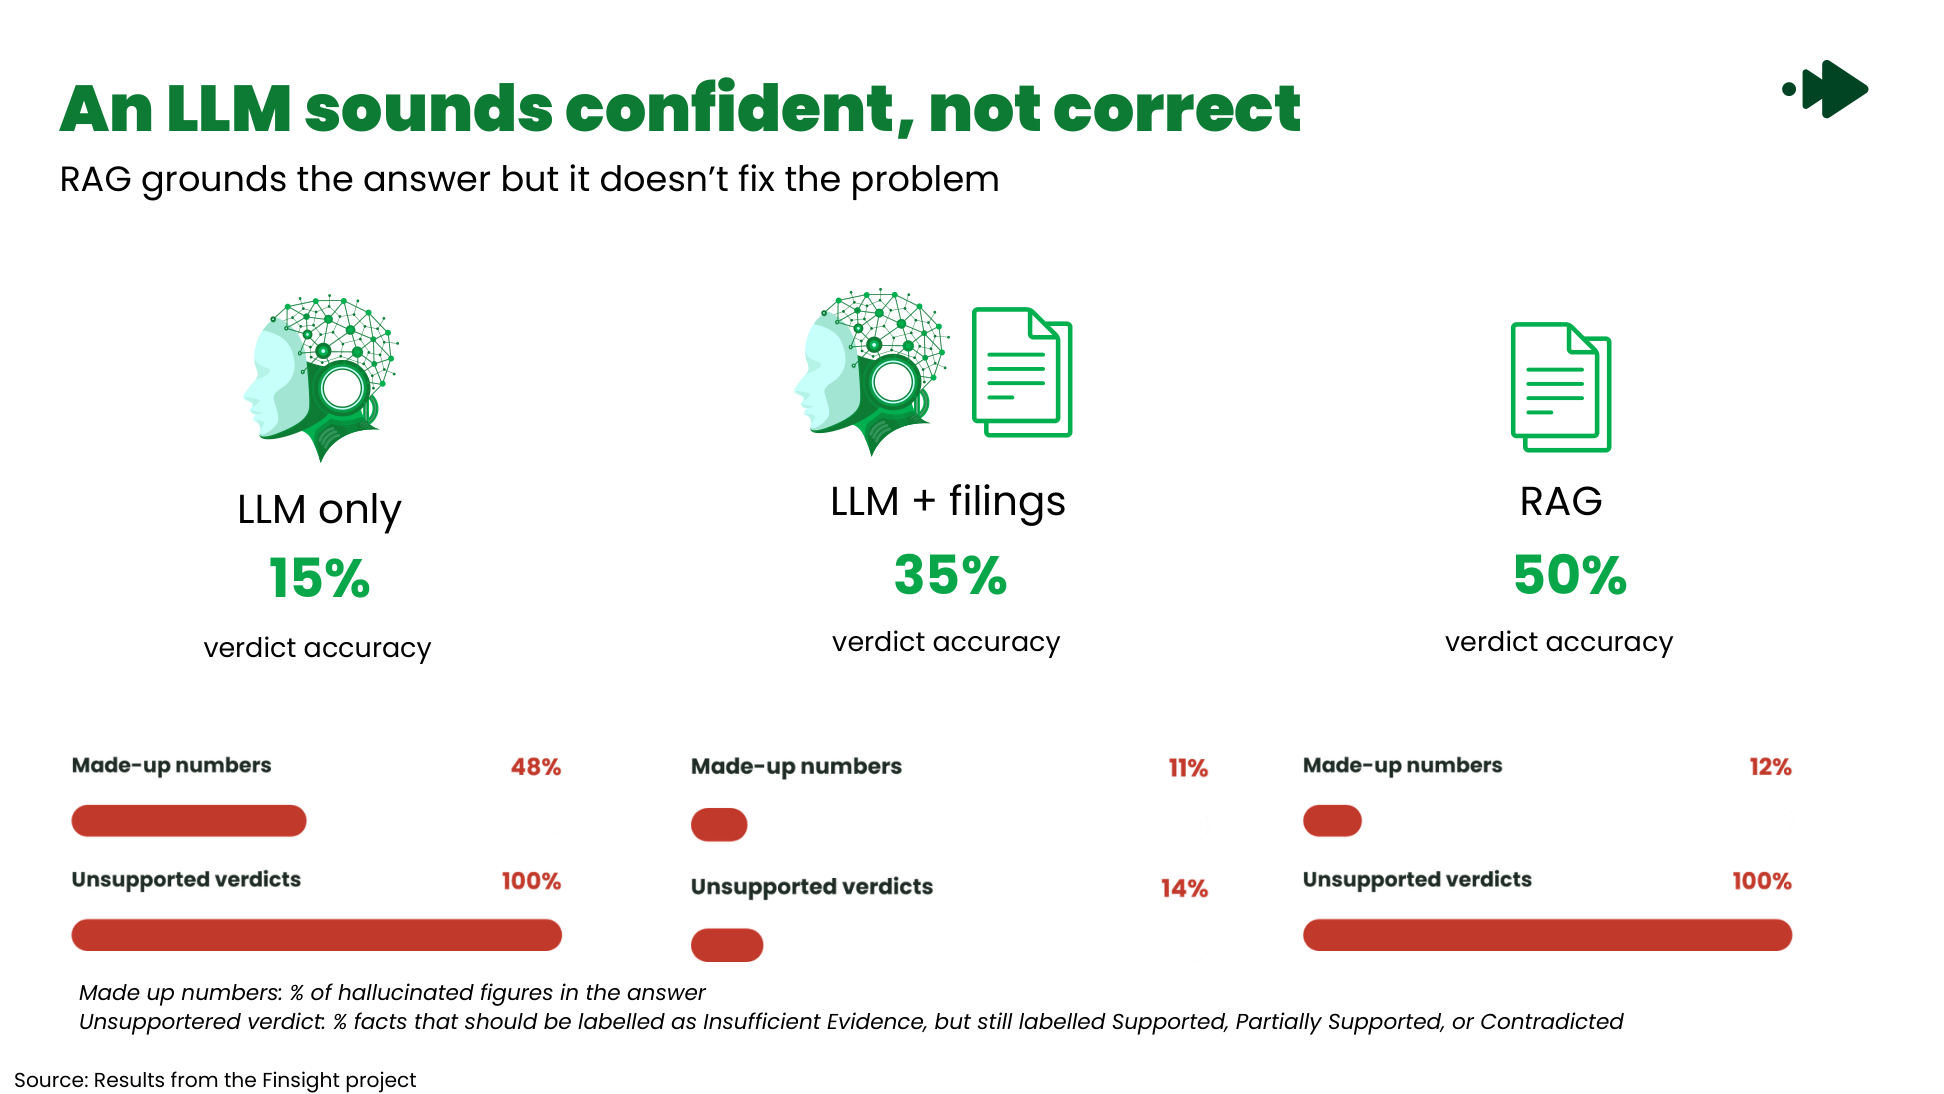 An LLM sounds confident, not correct
RAG grounds the answer but it doesn’t fix the problem
LLM only
15%
verdict accuracy
LLM + filings
35%
verdict accuracy
RAG
50%
verdict accuracy
Made-up numbers 48%
Unsupported verdicts 100%
Made-up numbers 11%
Unsupported verdicts 14%
Made-up numbers 12%
Unsupported verdicts 100%
Made up numbers: % of hallucinated figures in the answer
Unsupportered verdict: % facts that should be labelled as Insufficient Evidence, but still labelled Supported, Partially Supported, or Contradicted
Source: Results from the Finsight project